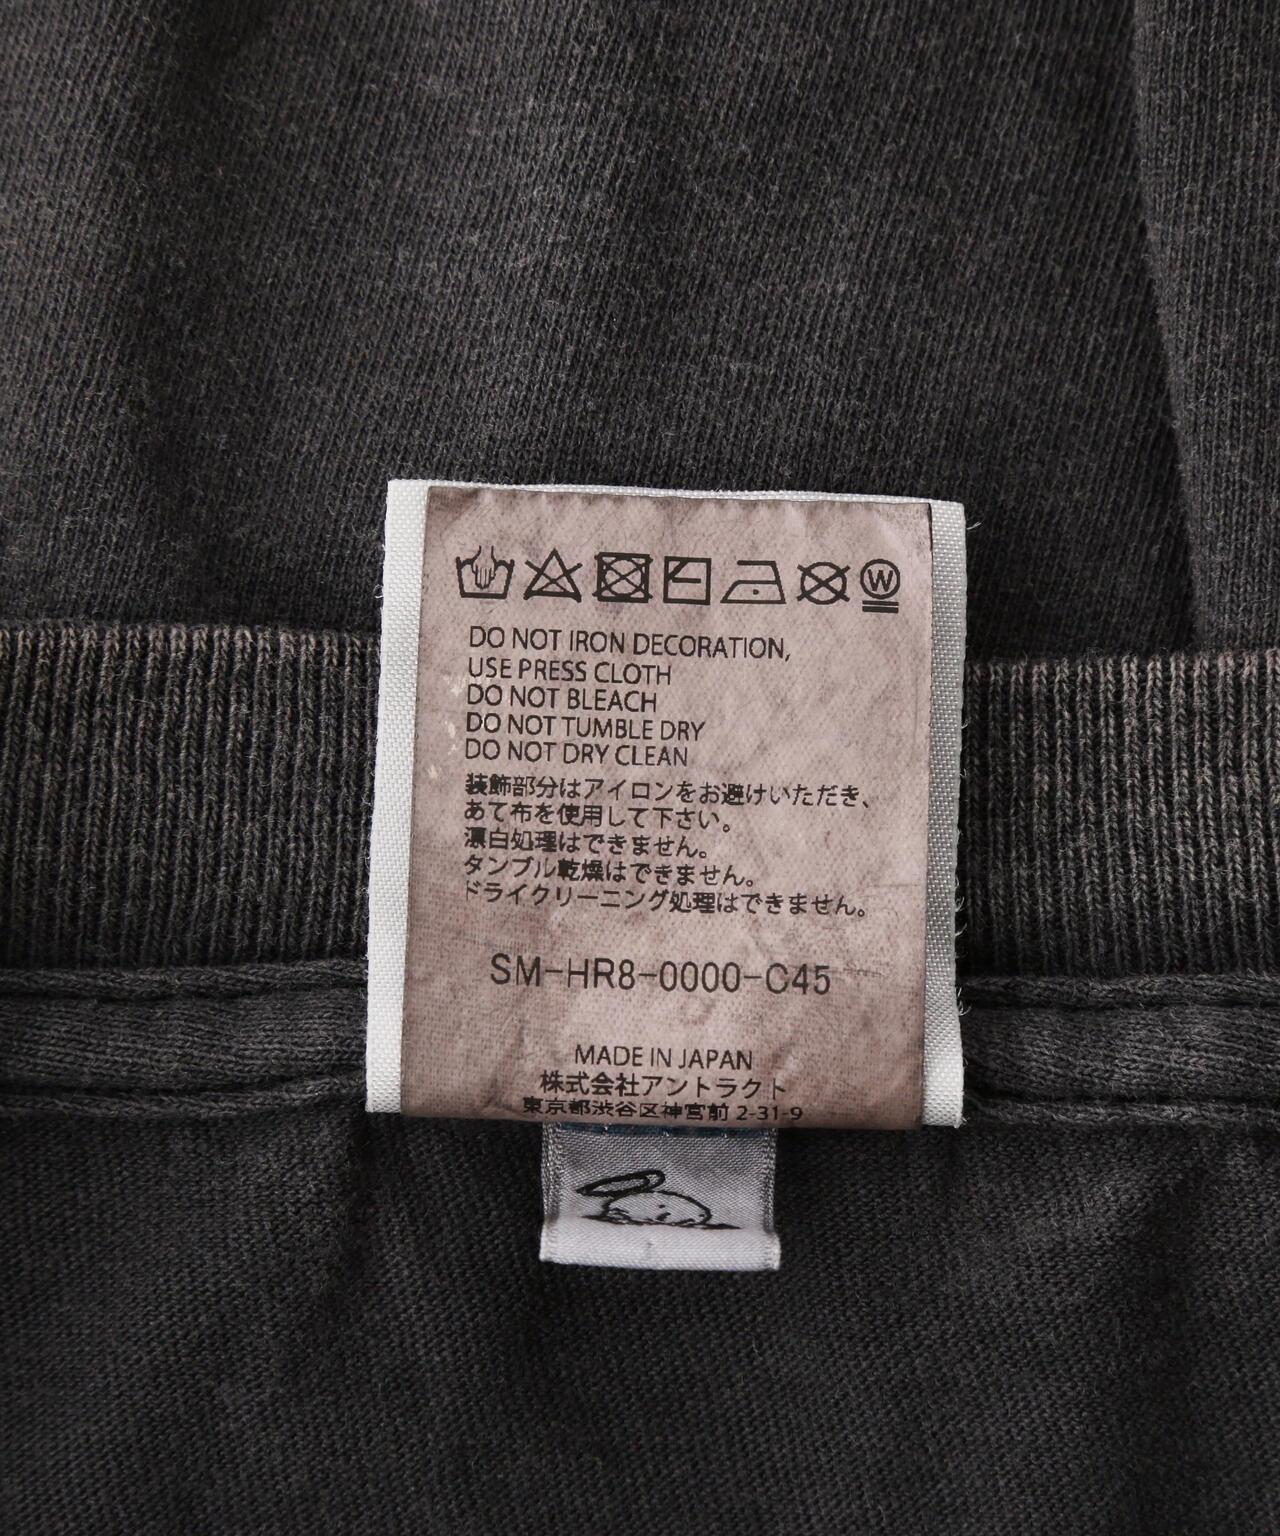 W
DO NOT IRON DECORATION,
USE PRESS CLOTH
DO NOT BLEACH
DO NOT TUMBLE DRY
DO NOT DRY CLEAN
装飾部分はアイロンをお避けいただき、
あて布を使用して下さい。
漂白処理はできません。
タンブル乾燥はできません。
ドライクリーニング処理はできません。
SM-HR8-0000-C45
MADE IN JAPAN
株式会社アントラクト
東京都渋谷区神宮前 2-31-9